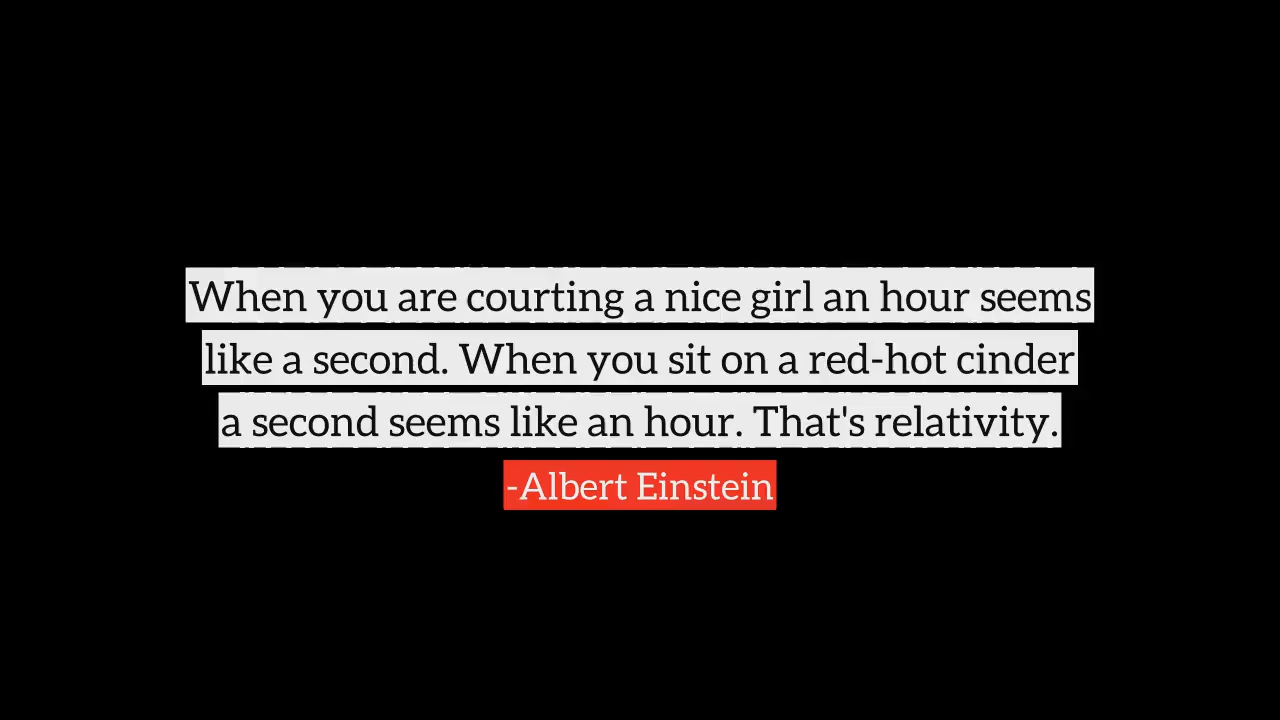 When you are courting a nice girl an hour seems
like a second. When you sit on a red-hot cinder
a second seems like an hour. That's relativity.
-Albert Einstein